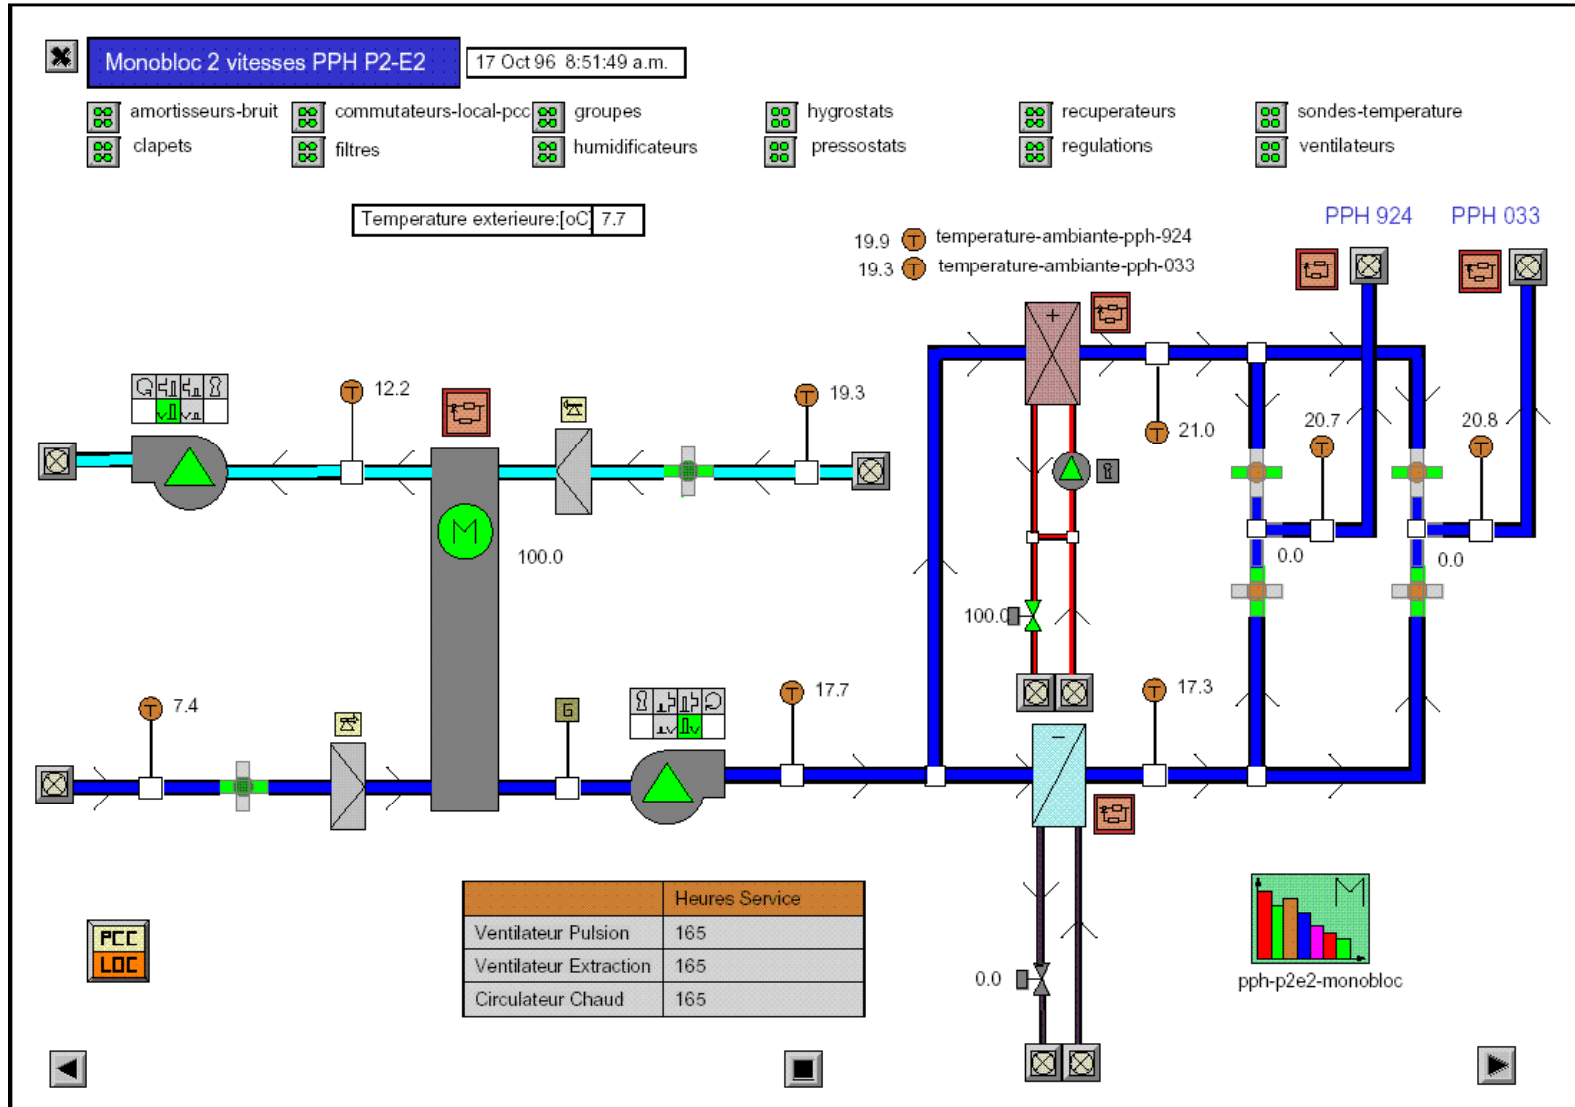 Monobloc 2 vitesses PPH P2-E2
17 Oct 96 8:51:49 a.m.
amortisseurs-bruit
commutateurs-local-pcc
groupes
hygrostats
recuperateurs
sondes-temperature
clapets
filtres
humidificateurs
pressostats
regulations
ventilateurs
Temperature exterieure:[oC] 7.7
PPH 924
PPH 033
19.9 T temperature-ambiante-pph-924
19.3 T temperature-ambiante-pph-033
+
T 12.2
T 19.3
T 21.0
20.7 T
20.8 T
M
100.0
0.0
0.0
100.0
T 7.4
G
T 17.7
T 17.3
–
Heures Service
Ventilateur Pulsion 165
Ventilateur Extraction 165
Circulateur Chaud 165
PCC
LOC
0.0
M
pph-p2e2-monobloc